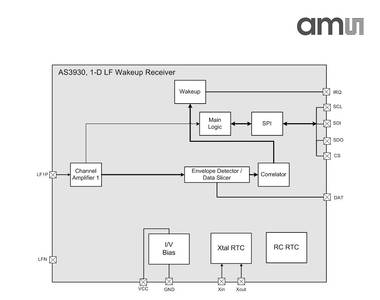 amu
AS3930, 1-D LF Wakeup Receiver
Wakeup
IRQ
SCL
Main
Logic
SPI
SDI
SDO
CS
LF1P
Channel
Amplifier 1
Envelope Detector /
Data Slicer
Correlator
DAT
I/V
Bias
Xtal RTC
RC RTC
LFN
VCC
GND
Xin
Xout